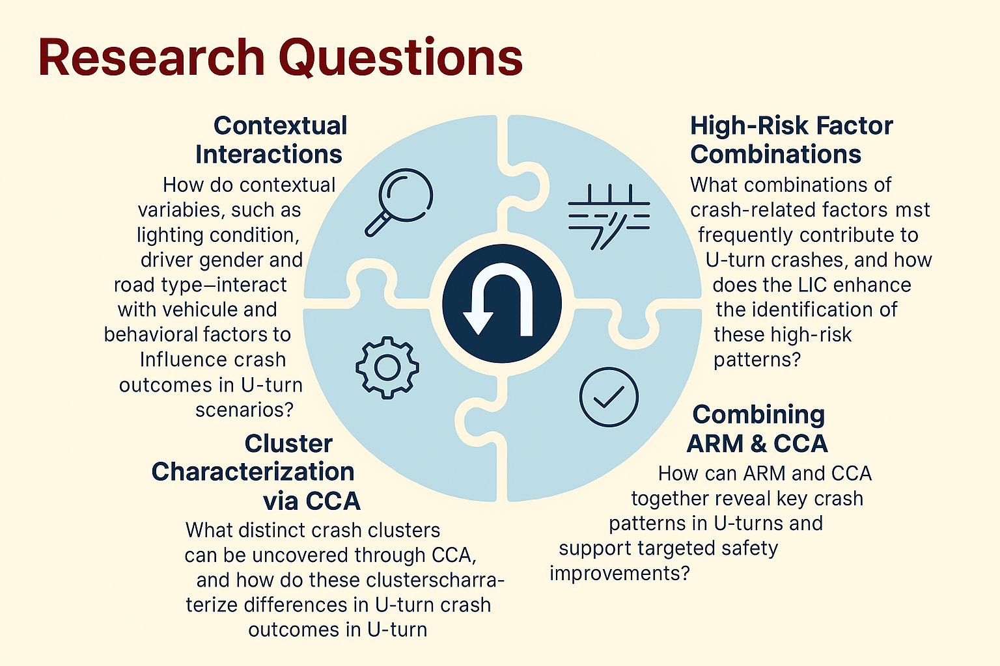 Research Questions
Contextual
Interactions
How do contextual
variabies, such as
lighting condition,
driver gender and
road type—interact
with vehicule and
behavioral factors to
Influence crash
outcomes in U-turn
scenarios?
High-Risk Factor
Combinations
What combinations of
crash-related factors mst
frequently contribute to
U-turn crashes, and how
does the LIC enhance
the identification of
these high-risk
patterns?
Cluster
Characterization
via CCA
What distinct crash clusters
can be uncovered through CCA,
and how do these clusterscharra-
terize differences in U-turn crash
outcomes in U-turn
Combining
ARM & CCA
How can ARM and CCA
together reveal key crash
patterns in U-turns and
support targeted safety
improvements?